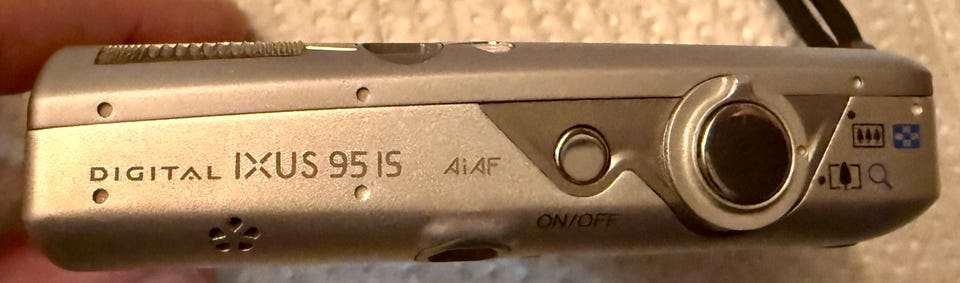 DIGITAL IXUS 95 IS AiAF
ON/OFF